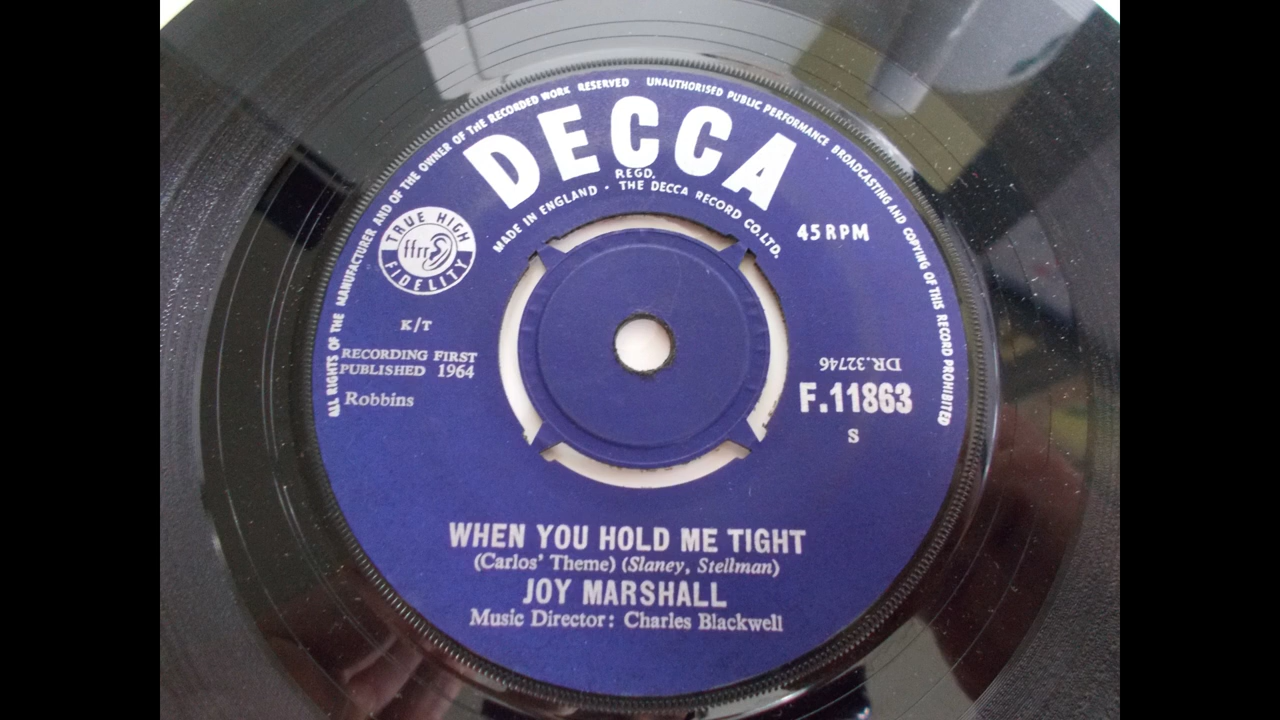 ALL RIGHTS OF THE MANUFACTURER AND OF THE OWNER OF THE RECORDED WORK RESERVED UNAUTHORISED PUBLIC PERFORMANCE BROADCASTING AND COPYING OF THIS RECORD PROHIBITED
DECCA
REGD.
MADE IN ENGLAND · THE DECCA RECORD CO. LTD.
TRUE HIGH
ffrr
FIDELITY
45 RPM
K/T
RECORDING FIRST
PUBLISHED 1964
Robbins
DR.32746
F.11863
S
WHEN YOU HOLD ME TIGHT
(Carlos' Theme) (Slaney, Stellman)
JOY MARSHALL
Music Director: Charles Blackwell